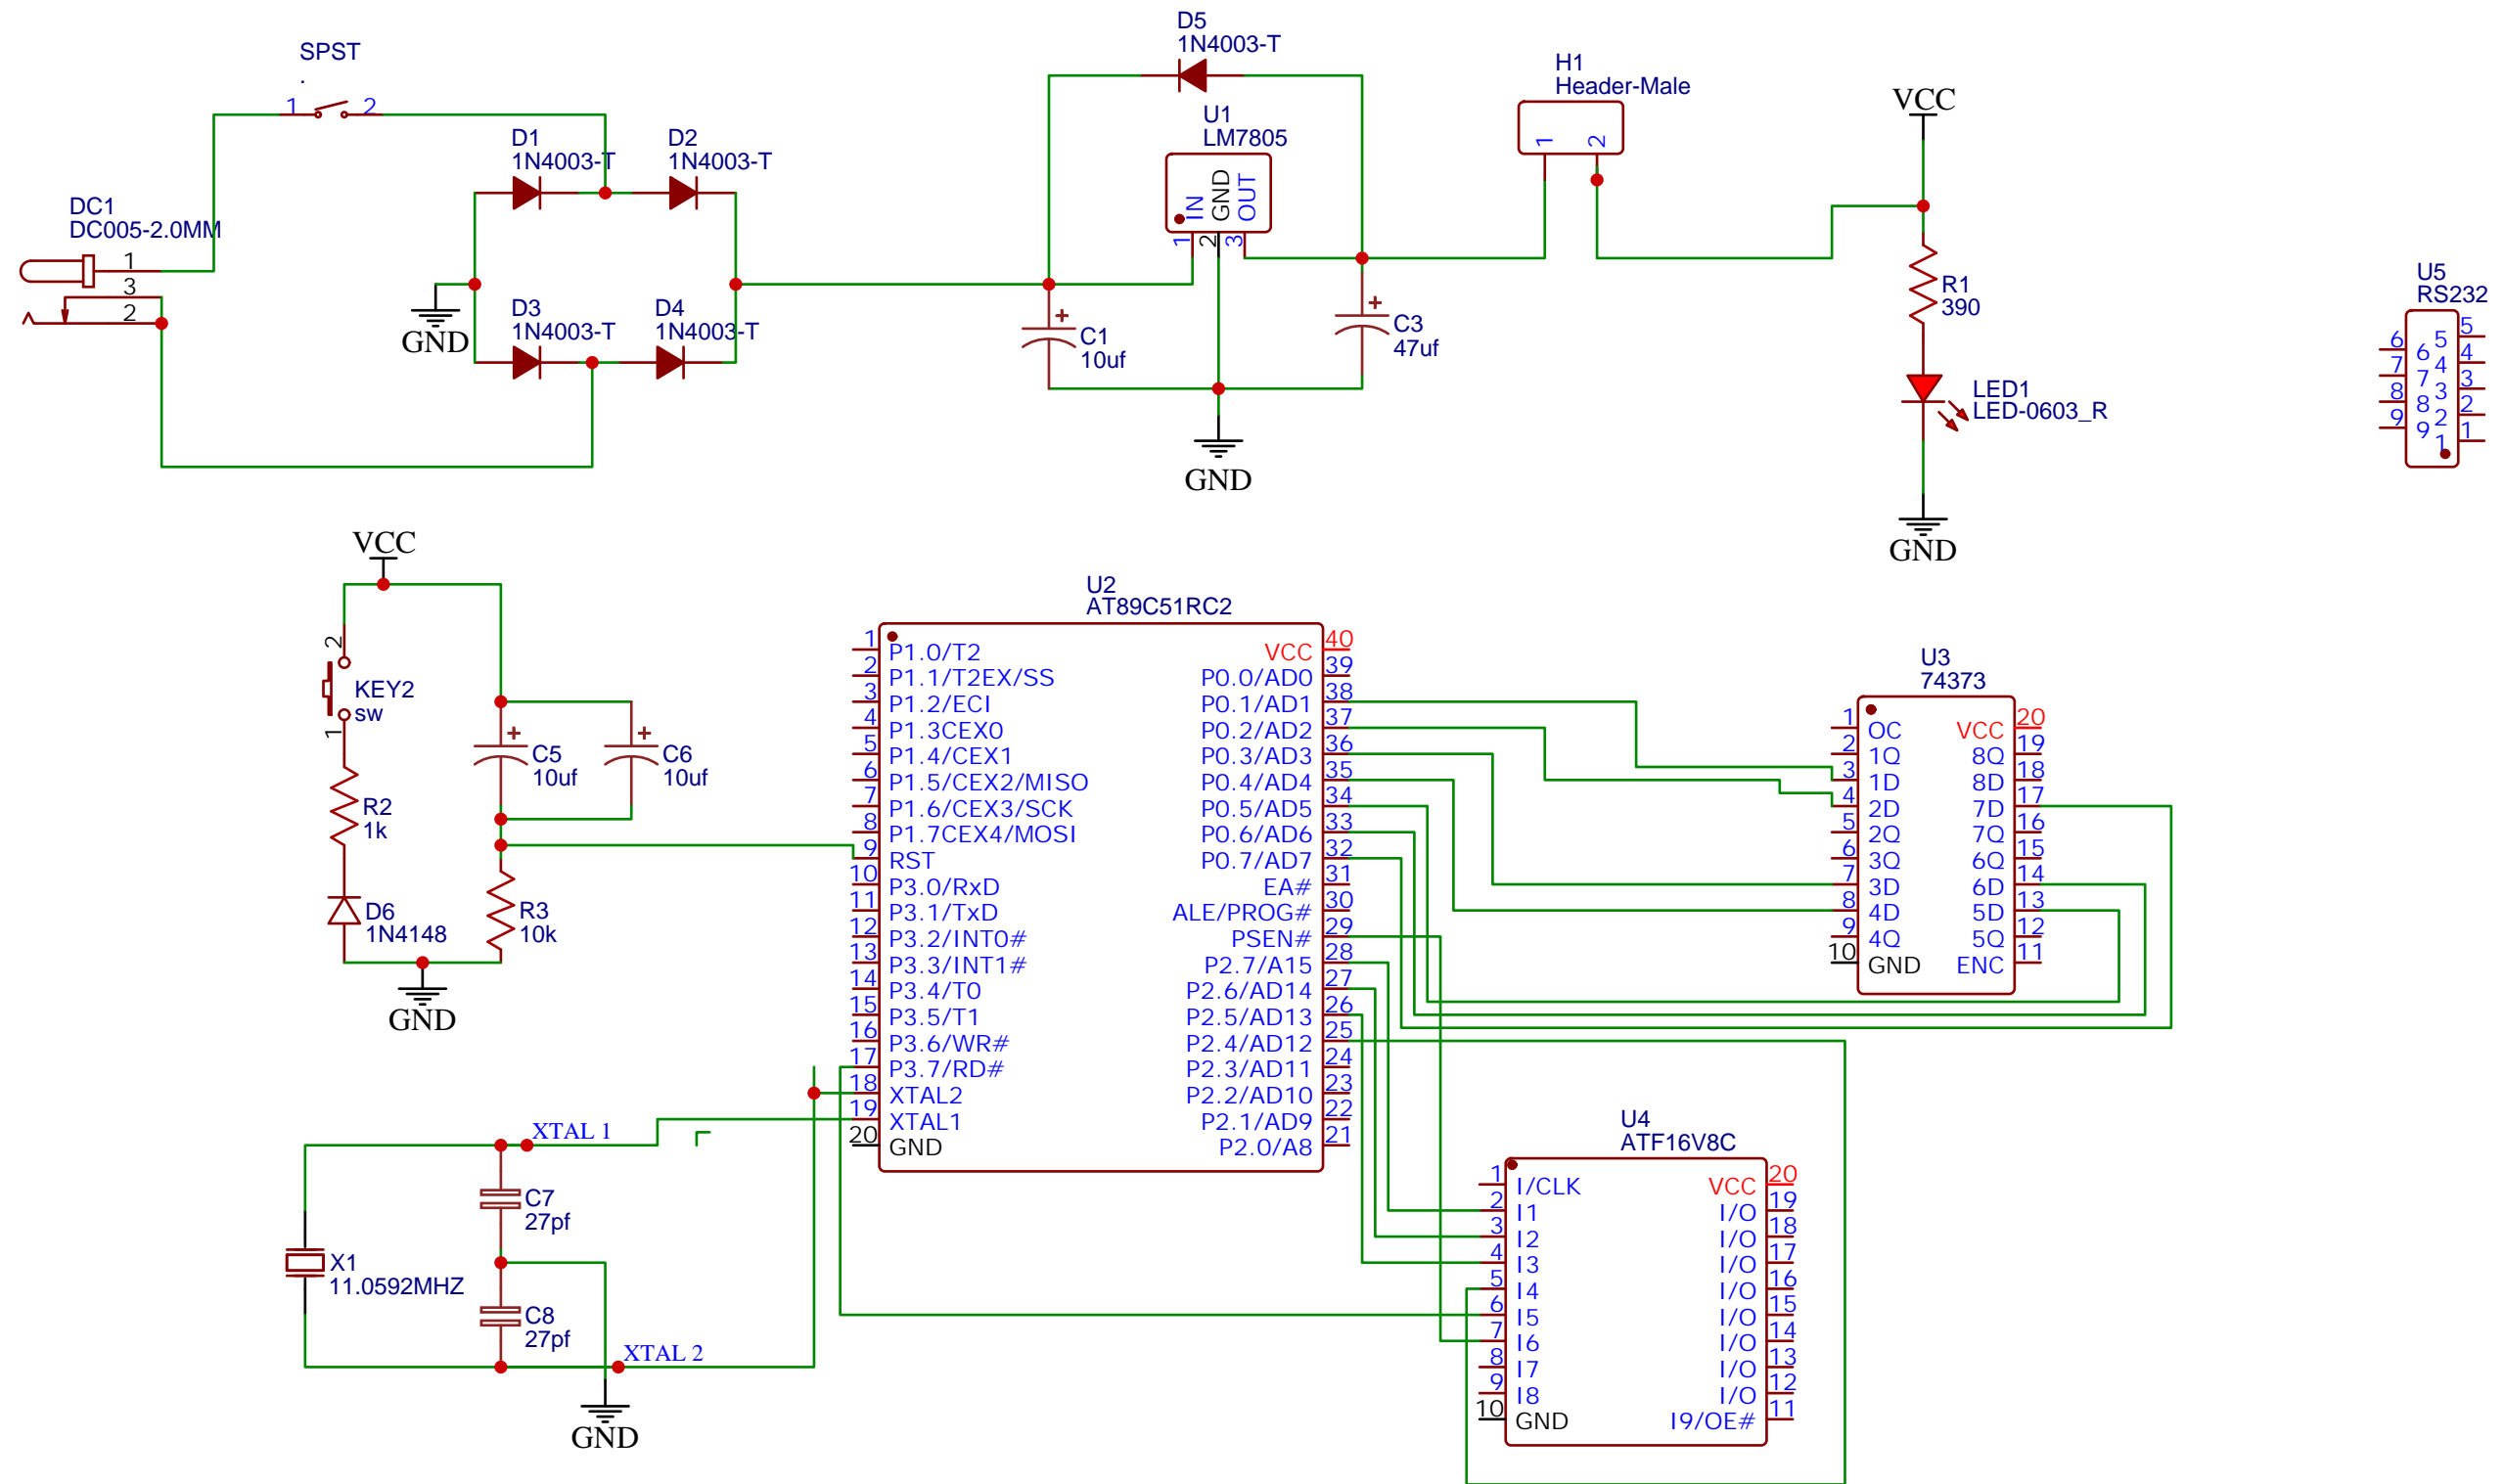 SPST
.
1 2
D1
1N4003-T
D2
1N4003-T
DC1
DC005-2.0MM
1
3
2
GND
D3
1N4003-T
D4
1N4003-T
D5
1N4003-T
U1
LM7805
IN
GND
OUT
1
2
3
C1
10uf
C3
47uf
GND
H1
Header-Male
1
2
VCC
R1
390
LED1
LED-0603_R
GND
U5
RS232
6 6 5 5
7 7 4 4
8 8 3 3
9 9 2 2
1 1
VCC
2
KEY2
sw
1
R2
1k
D6
1N4148
C5
10uf
C6
10uf
R3
10k
GND
U2
AT89C51RC2
1 P1.0/T2 VCC 40
2 P1.1/T2EX/SS P0.0/AD0 39
3 P1.2/ECI P0.1/AD1 38
4 P1.3CEX0 P0.2/AD2 37
5 P1.4/CEX1 P0.3/AD3 36
6 P1.5/CEX2/MISO P0.4/AD4 35
7 P1.6/CEX3/SCK P0.5/AD5 34
8 P1.7CEX4/MOSI P0.6/AD6 33
9 RST P0.7/AD7 32
10 P3.0/RxD EA# 31
11 P3.1/TxD ALE/PROG# 30
12 P3.2/INT0# PSEN# 29
13 P3.3/INT1# P2.7/A15 28
14 P3.4/T0 P2.6/AD14 27
15 P3.5/T1 P2.5/AD13 26
16 P3.6/WR# P2.4/AD12 25
17 P3.7/RD# P2.3/AD11 24
18 XTAL2 P2.2/AD10 23
19 XTAL1 P2.1/AD9 22
20 GND P2.0/A8 21
U3
74373
1 OC VCC 20
2 1Q 8Q 19
3 1D 8D 18
4 2D 7D 17
5 2Q 7Q 16
6 3Q 6Q 15
7 3D 6D 14
8 4D 5D 13
9 4Q 5Q 12
10 GND ENC 11
XTAL 1
C7
27pf
X1
11.0592MHZ
C8
27pf
XTAL 2
GND
U4
ATF16V8C
1 I/CLK VCC 20
2 I1 I/O 19
3 I2 I/O 18
4 I3 I/O 17
5 I4 I/O 16
6 I5 I/O 15
7 I6 I/O 14
8 I7 I/O 13
9 I8 I/O 12
10 GND I9/OE# 11